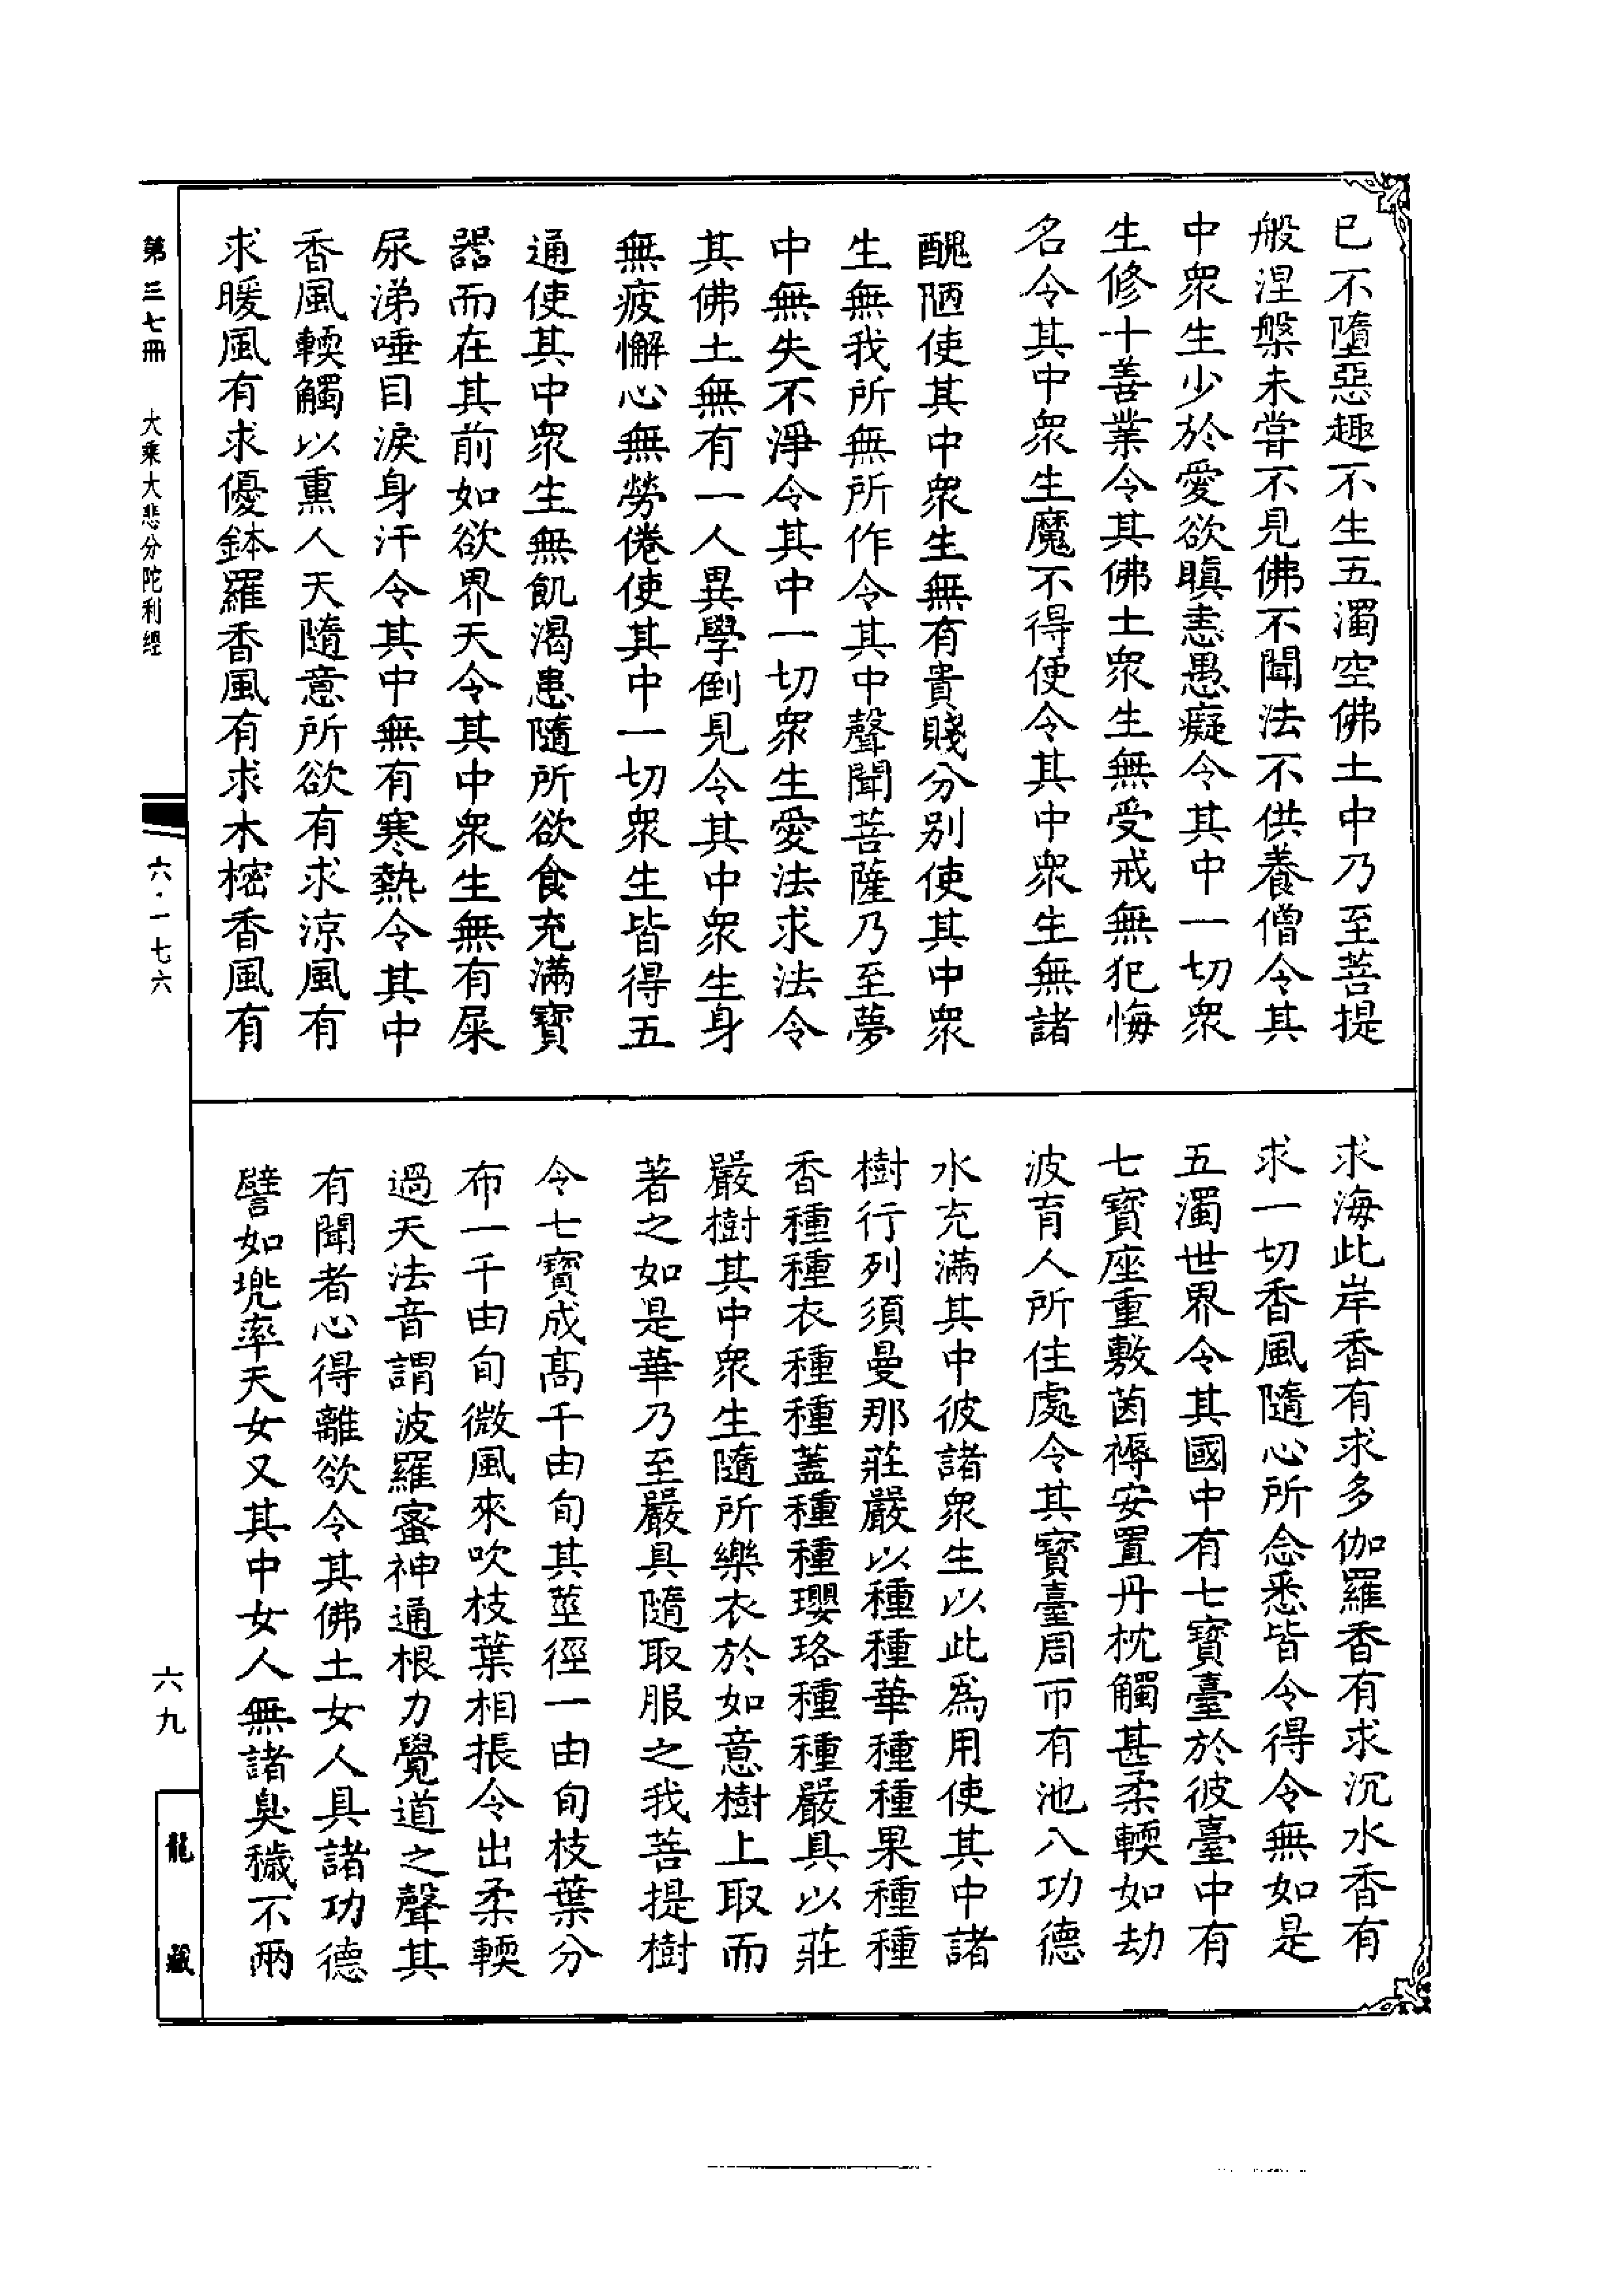 已不墮惡趣不生五濁空佛土中乃至菩提
般涅槃未甞不見佛不聞法不供養僧令其
中衆生少於愛欲瞋恚愚癡令其中一切衆
生修十善業令其佛土衆生無受戒無犯悔
名令其中衆生魔不得便令其中衆生無諸
醜陋使其中衆生無有貴賤分别使其中衆
生無我所無所作令其中聲聞菩薩乃至夢
中無失不淨令其中一切衆生愛法求法令
其佛土無有一人異學倒見令其中衆生身
無疲懈心無勞倦使其中一切衆生皆得五
通使其中衆生無飢渴患隨所欲食充滿寶
器而在其前如欲界天令其中衆生無有屎
尿涕唾目淚身汗令其中無有寒熱令其中
香風輭觸以熏人天隨意所欲有求涼風有
求暖風有求優鉢羅香風有求木櫁香風有
求海此岸香有求多伽羅香有求沉水香有
求一切香風隨心所念悉皆令得令無如是
五濁世界令其國中有七寶臺於彼臺中有
七寶座重敷茵褥安置丹枕觸甚柔輭如劫
波育人所住處令其寶臺周帀有池八功德
水充滿其中彼諸衆生以此為用使其中諸
樹行列須曼那莊嚴以種種華種種果種種
香種種衣種種蓋種種瓔珞種種嚴具以莊
嚴樹其中衆生隨所樂衣於如意樹上取而
著之如是華乃至嚴具隨取服之我菩提樹
令七寶成髙千由旬其莖徑一由旬枝葉分
布一千由旬微風來吹枝葉相掁令出柔輭
過天法音謂波羅蜜神通根力覺道之聲其
有聞者心得離欲令其佛土女人具諸功德
譬如兜率天女又其中女人無諸臭穢不兩
第三七冊 大乘大悲分陀利經
六·一七六
六九
龍藏